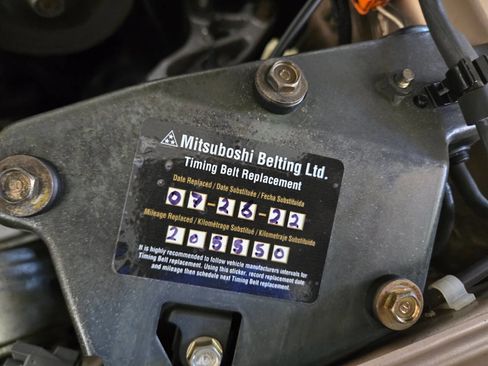 Mitsuboshi Belting Ltd.
Timing Belt Replacement
Date Replaced / Date Substituée / Fecha Substituida
07-26-22
Mileage Replaced / Kilométrage Substitué / Kilometraje Substituido
205550
It is highly recommended to follow vehicle manufacturers intervals for
Timing Belt replacement. Using this sticker, record replacement date
and mileage then schedule next Timing Belt replacement.